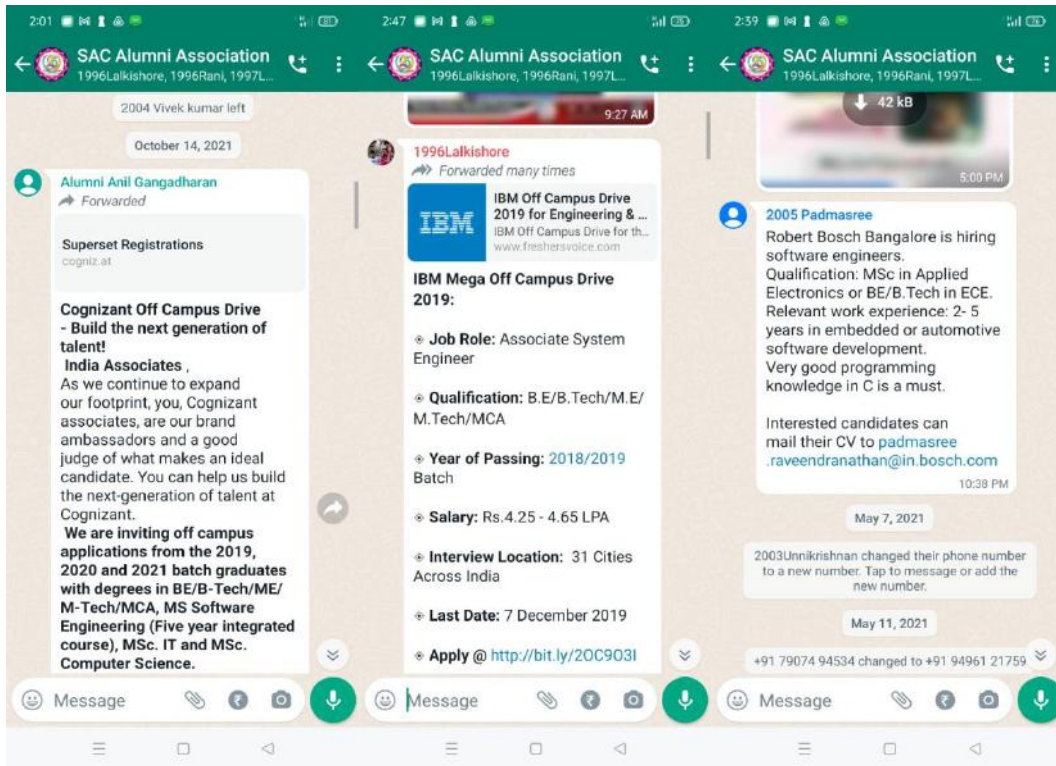 2:01
81
SAC Alumni Association
1996Lalkishore, 1996Rani, 1997L...
2004 Vivek kumar left
October 14, 2021
Alumni Anil Gangadharan
Forwarded
Superset Registrations
cogniz.at
Cognizant Off Campus Drive
- Build the next generation of
talent!
India Associates ,
As we continue to expand
our footprint, you, Cognizant
associates, are our brand
ambassadors and a good
judge of what makes an ideal
candidate. You can help us build
the next-generation of talent at
Cognizant.
We are inviting off campus
applications from the 2019,
2020 and 2021 batch graduates
with degrees in BE/B-Tech/ME/
M-Tech/MCA, MS Software
Engineering (Five year integrated
course), MSc. IT and MSc.
Computer Science.
Message
2:47
SAC Alumni Association
1996Lalkishore, 1996Rani, 1997L...
9:27 AM
1996Lalkishore
Forwarded many times
IBM
IBM Off Campus Drive
2019 for Engineering & ...
IBM Off Campus Drive for th...
www.freshersvoice.com
IBM Mega Off Campus Drive
2019:
Job Role: Associate System
Engineer
Qualification: B.E/B.Tech/M.E/
M.Tech/MCA
Year of Passing: 2018/2019
Batch
Salary: Rs.4.25 - 4.65 LPA
Interview Location: 31 Cities
Across India
Last Date: 7 December 2019
Apply @ http://bit.ly/2OC9O3I
Message
2:39
SAC Alumni Association
1996Lalkishore, 1996Rani, 1997L...
42 kB
5:00 PM
2005 Padmasree
Robert Bosch Bangalore is hiring
software engineers.
Qualification: MSc in Applied
Electronics or BE/B.Tech in ECE.
Relevant work experience: 2- 5
years in embedded or automotive
software development.
Very good programming
knowledge in C is a must.
Interested candidates can
mail their CV to padmasree
.raveendranathan@in.bosch.com
10:38 PM
May 7, 2021
2003Unnikrishnan changed their phone number
to a new number. Tap to message or add the
new number.
May 11, 2021
+91 79074 94534 changed to +91 94961 21759
Message